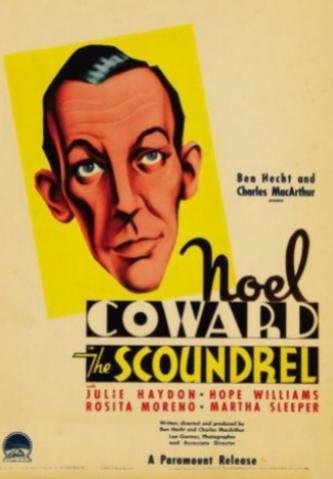 Ben Hecht and
Charles MacArthur
present
Noel
COWARD
in
The SCOUNDREL
with
JULIE HAYDON • HOPE WILLIAMS
ROSITA MORENO • MARTHA SLEEPER
Written, directed and produced by
Ben Hecht and Charles MacArthur
Lee Garmes, Photographer
and Associate Director
A Paramount Release